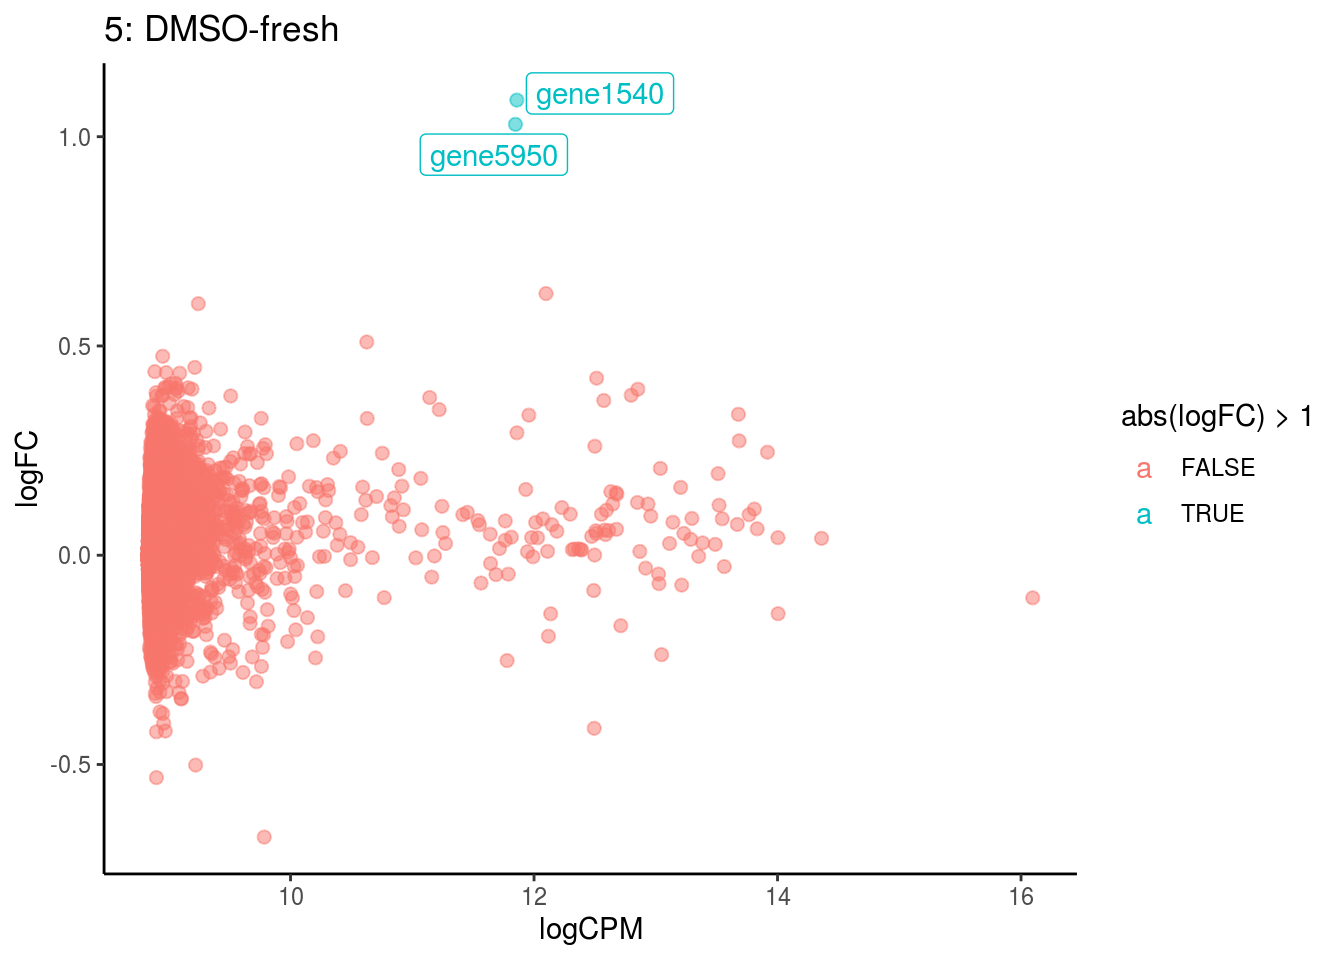 5: DMSO-fresh
gene1540
gene5950
1.0
0.5
0.0
-0.5
logFC
10
12
14
16
logCPM
abs(logFC) > 1
a FALSE
a TRUE